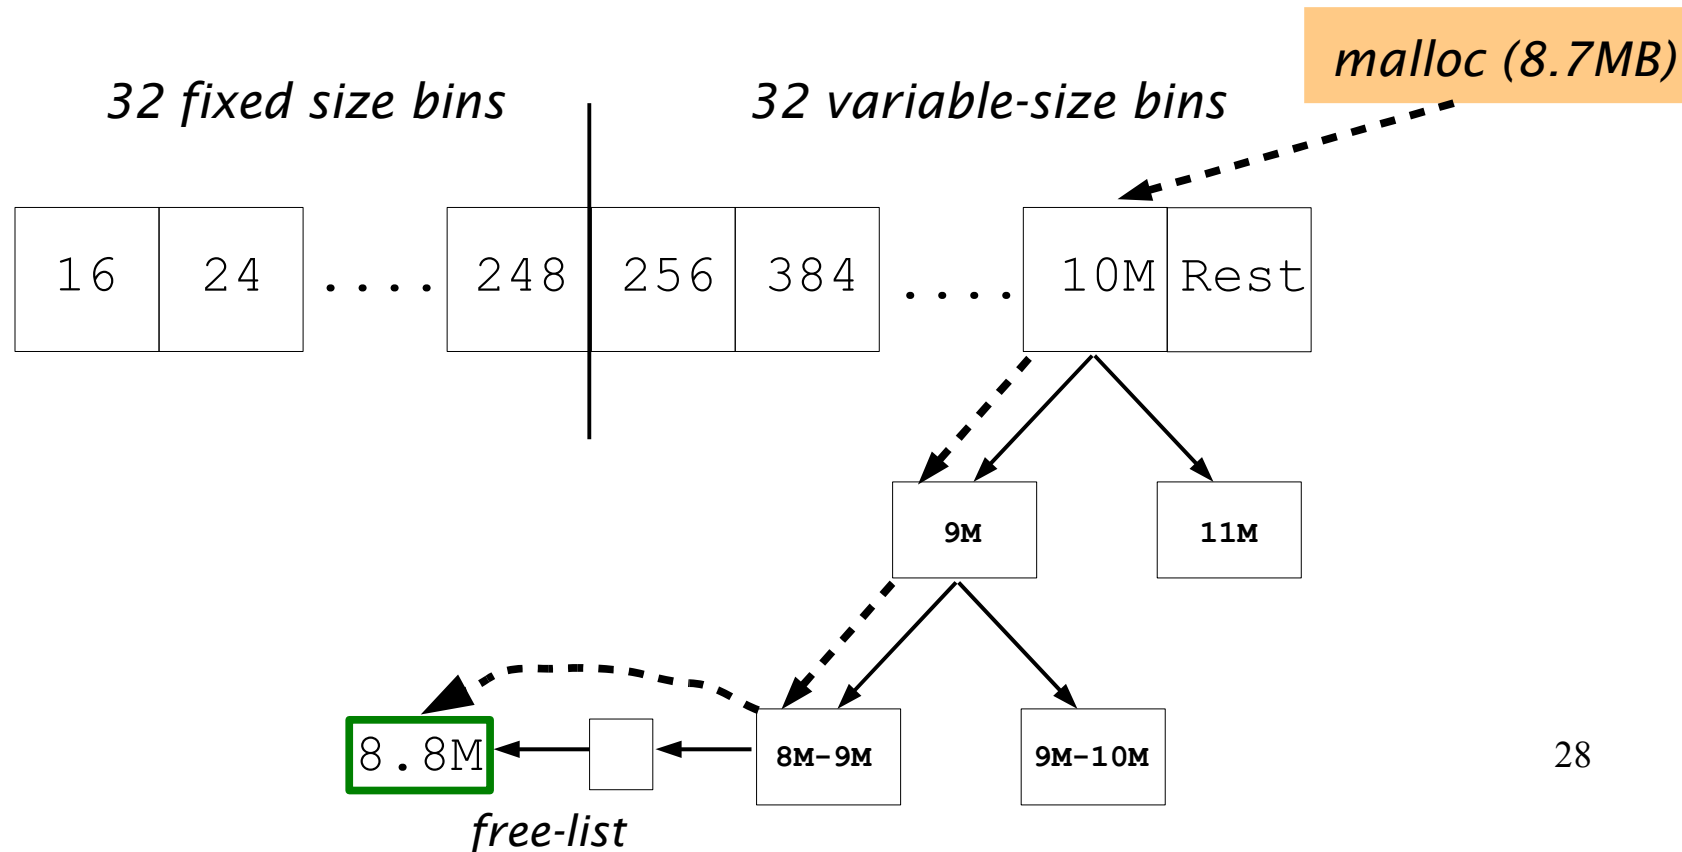 malloc (8.7MB)
32 fixed size bins
32 variable-size bins
16 24 .... 248 256 384 .... 10M Rest
9M 11M
8.8M 8M-9M 9M-10M
28
free-list